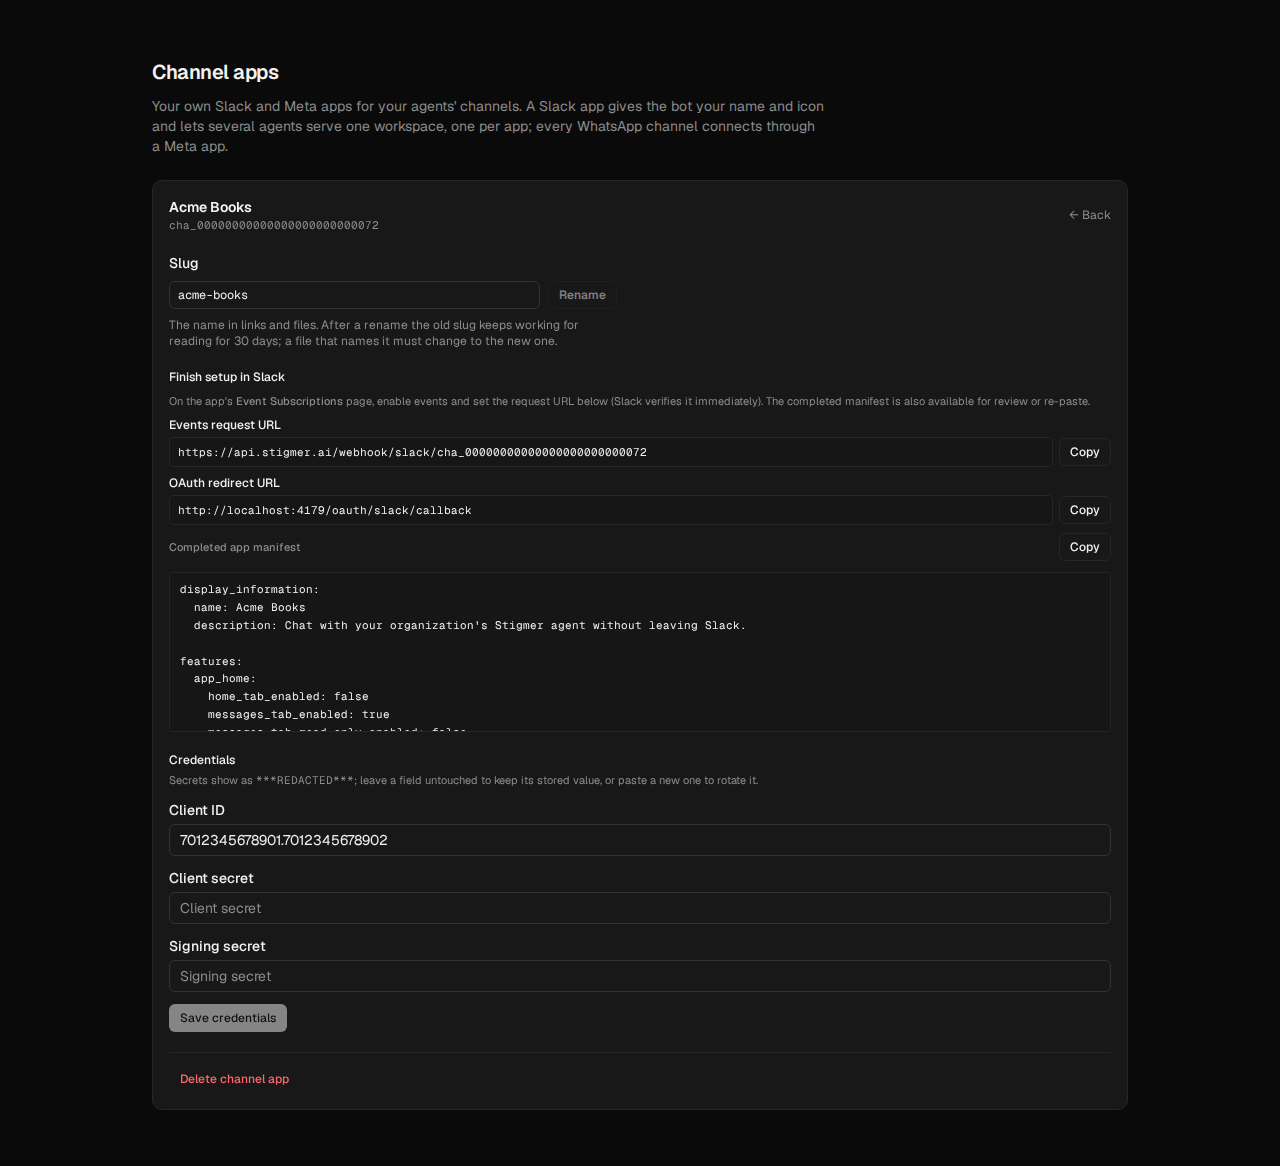 Channel apps
Your own Slack and Meta apps for your agents' channels. A Slack app gives the bot your name and icon
and lets several agents serve one workspace, one per app; every WhatsApp channel connects through
a Meta app.
Acme Books
cha_00000000000000000000000072
← Back
Slug
acme-books
Rename
The name in links and files. After a rename the old slug keeps working for
reading for 30 days; a file that names it must change to the new one.
Finish setup in Slack
On the app's Event Subscriptions page, enable events and set the request URL below (Slack verifies it immediately). The completed manifest is also available for review or re-paste.
Events request URL
https://api.stigmer.ai/webhook/slack/cha_00000000000000000000000072
Copy
OAuth redirect URL
http://localhost:4179/oauth/slack/callback
Copy
Completed app manifest
Copy
display_information:
  name: Acme Books
  description: Chat with your organization's Stigmer agent without leaving Slack.
features:
  app_home:
    home_tab_enabled: false
    messages_tab_enabled: true
    messages_tab_read_only_enabled: false
Credentials
Secrets show as ***REDACTED***; leave a field untouched to keep its stored value, or paste a new one to rotate it.
Client ID
7012345678901.7012345678902
Client secret
Client secret
Signing secret
Signing secret
Save credentials
Delete channel app